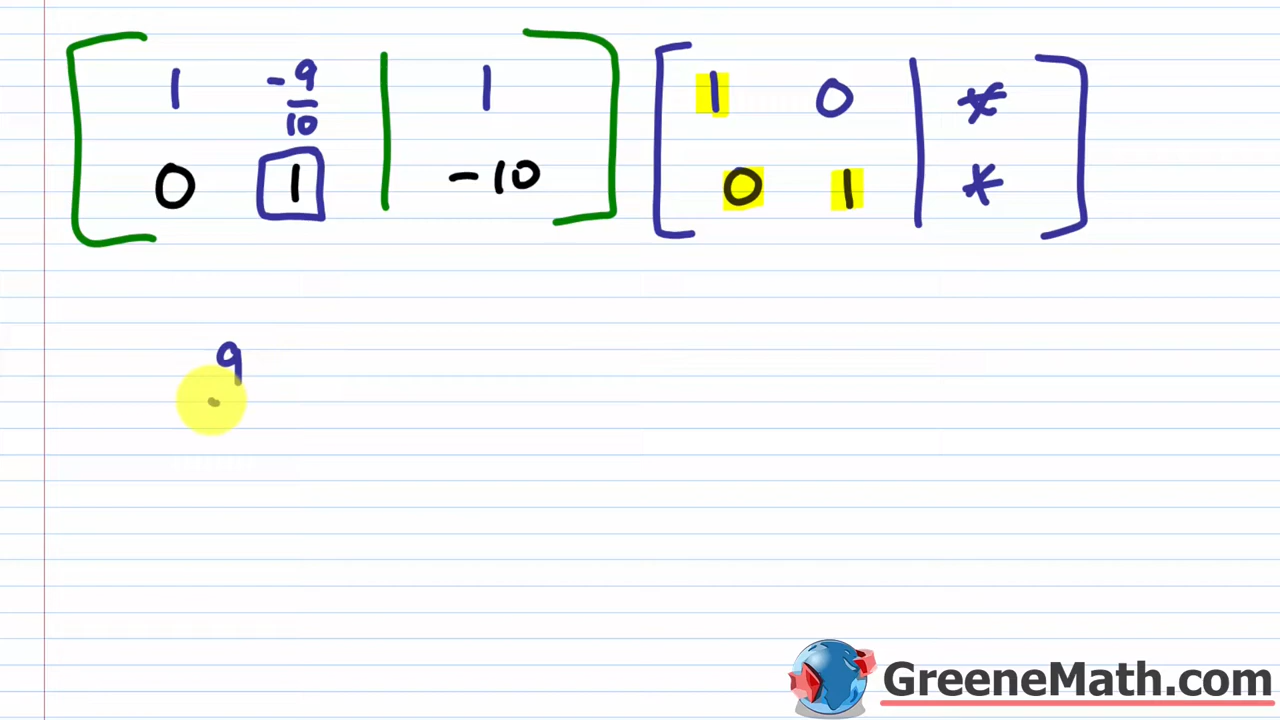 1 -9/10 | 1 1 0 | *
0 1 | -10 0 1 | *
9
GreeneMath.com